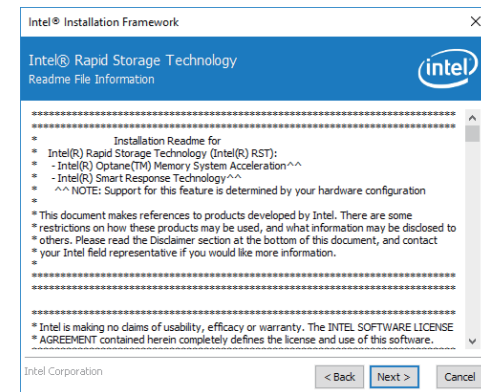 Intel® Installation Framework
Intel® Rapid Storage Technology
Readme File Information
intel
********************************************************************************
********************************************************************************
* Installation Readme for
* Intel(R) Rapid Storage Technology (Intel(R) RST):
* - Intel(R) Optane(TM) Memory System Acceleration^^
* - Intel(R) Smart Response Technology^^
* ^^ NOTE: Support for this feature is determined by your hardware configuration
*
* This document makes references to products developed by Intel. There are some
* restrictions on how these products may be used, and what information may be disclosed to
* others. Please read the Disclaimer section at the bottom of this document, and contact
* your Intel field representative if you would like more information.
*
********************************************************************************
********************************************************************************
********************************************************************************
* Intel is making no claims of usability, efficacy or warranty. The INTEL SOFTWARE LICENSE
* AGREEMENT contained herein completely defines the license and use of this software.
********************************************************************************
Intel Corporation
< Back
Next >
Cancel